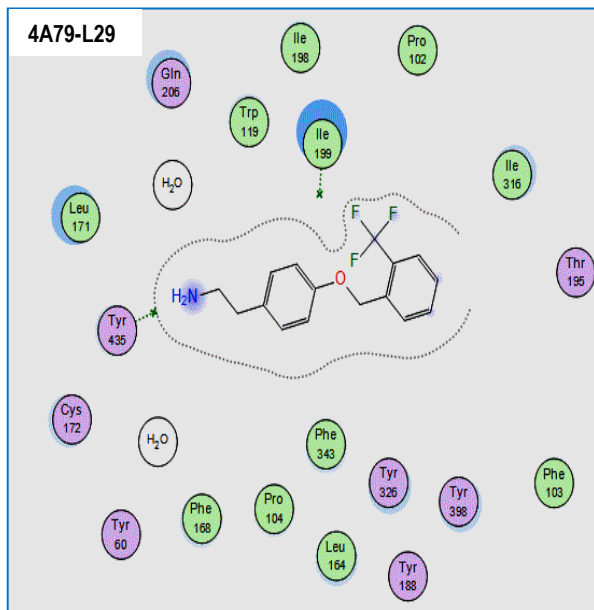 4A79-L29
Ile
198
Pro
102
Gln
206
Trp
119
Ile
199
H₂O
Ile
316
Leu
171
F F
F
Thr
195
H₂N
O
Tyr
435
Cys
172
H₂O
Phe
343
Tyr
326
Tyr
398
Phe
103
Phe
168
Pro
104
Tyr
60
Leu
164
Tyr
188